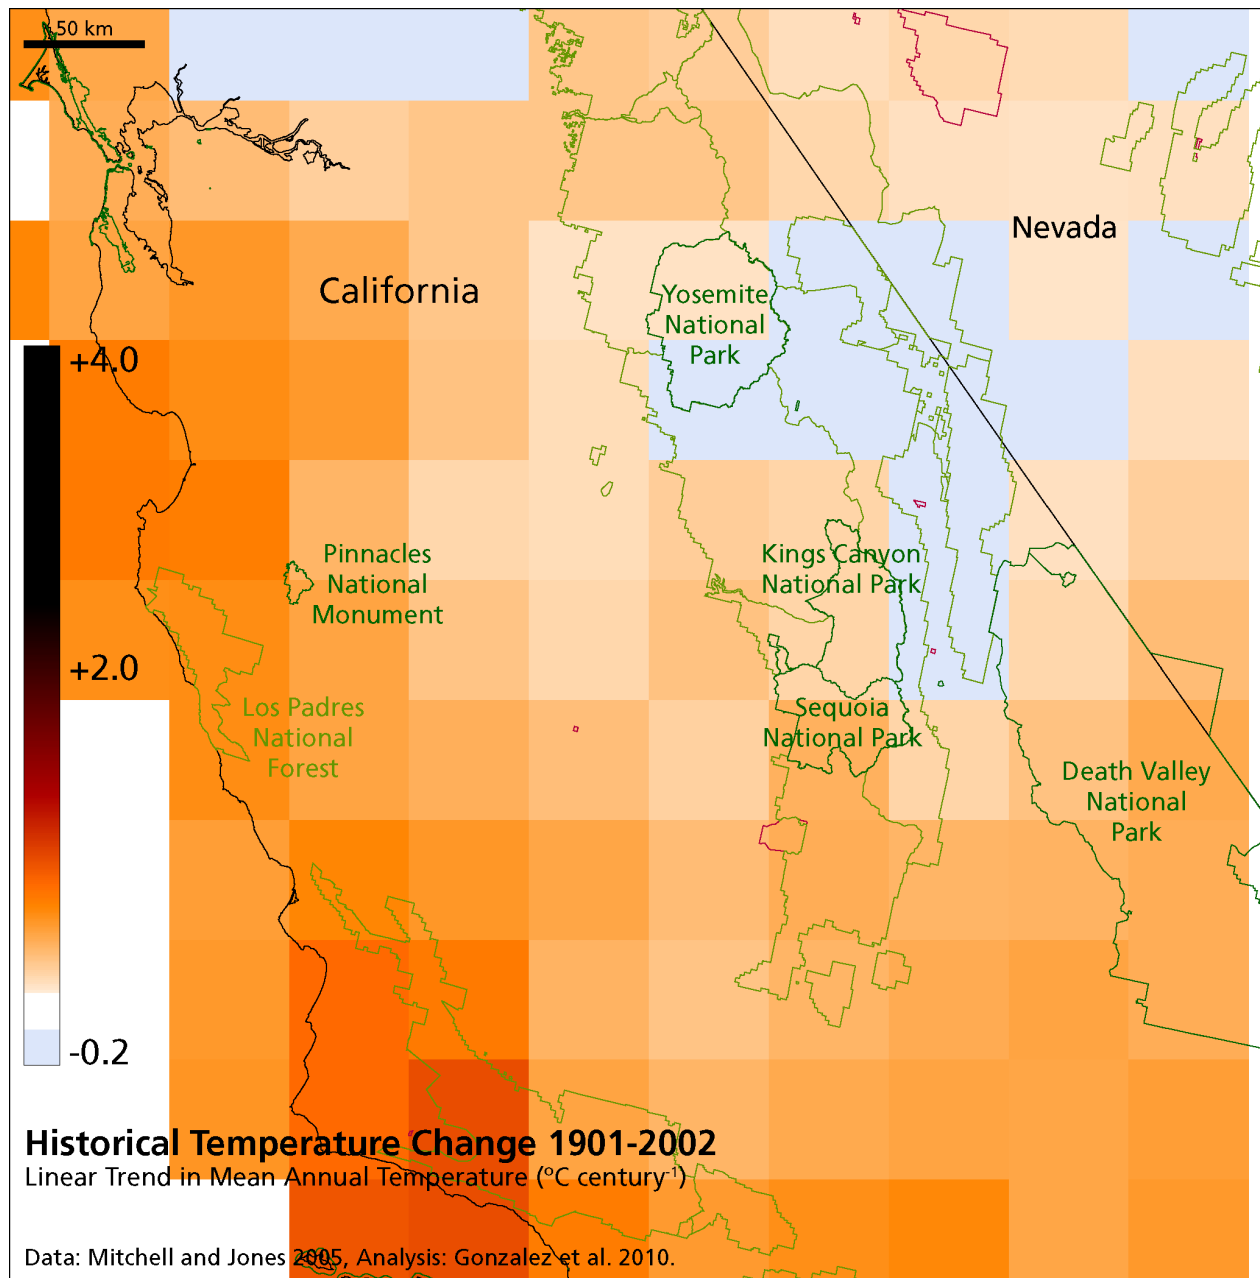 50 km
Nevada
California
Yosemite
National
Park
+4.0
Pinnacles
National
Monument
Kings Canyon
National Park
+2.0
Los Padres
National
Forest
Sequoia
National Park
Death Valley
National
Park
-0.2
Historical Temperature Change 1901-2002
Linear Trend in Mean Annual Temperature (ºC century⁻¹)
Data: Mitchell and Jones 2005, Analysis: Gonzalez et al. 2010.